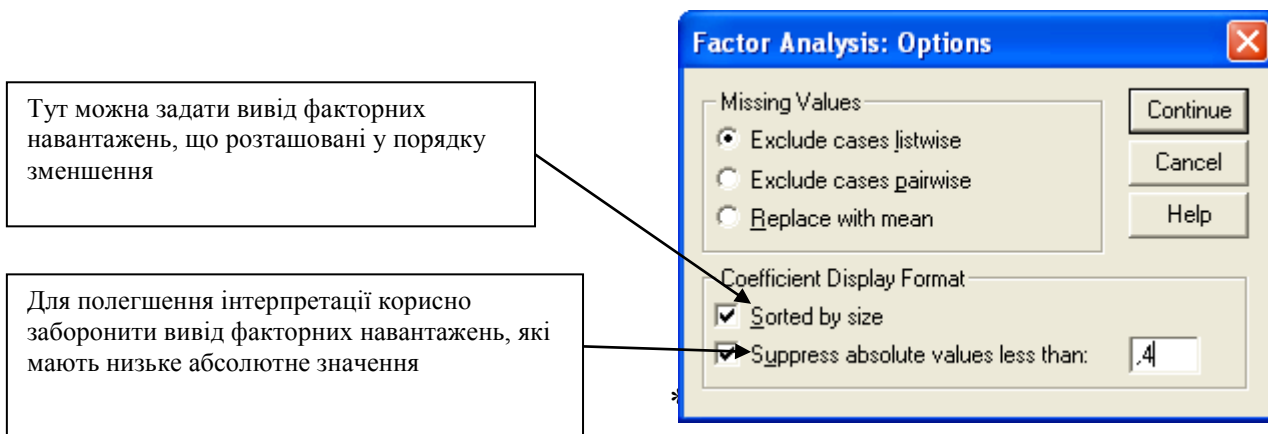 Тут можна задати вивід факторних
навантажень, що розташовані у порядку
зменшення
Для полегшення інтерпретації корисно
заборонити вивід факторних навантажень, які
мають низьке абсолютне значення
*
Factor Analysis: Options
Missing Values
Exclude cases listwise
Exclude cases pairwise
Replace with mean
Continue
Cancel
Help
Coefficient Display Format
Sorted by size
Suppress absolute values less than: ,4